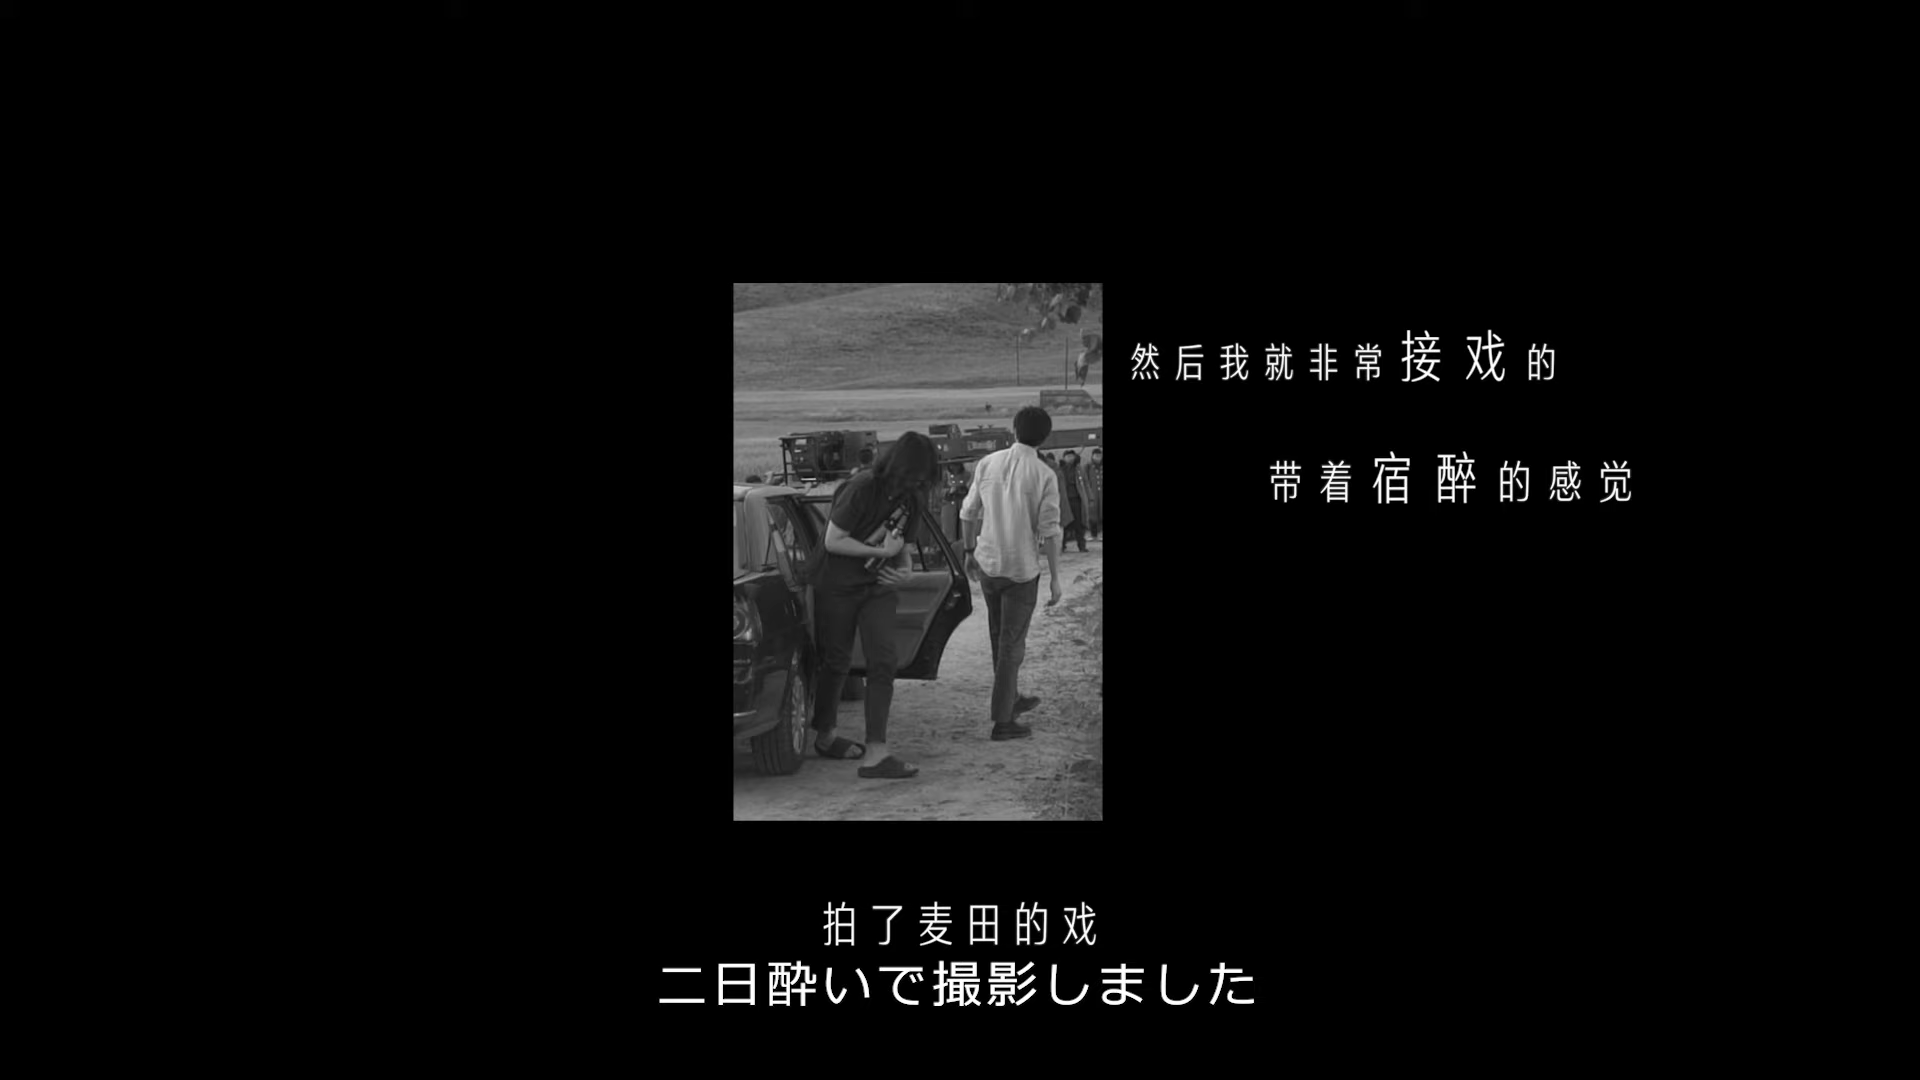 然后我就非常接戏的
带着宿醉的感觉
拍了麦田的戏
二日酔いで撮影しました